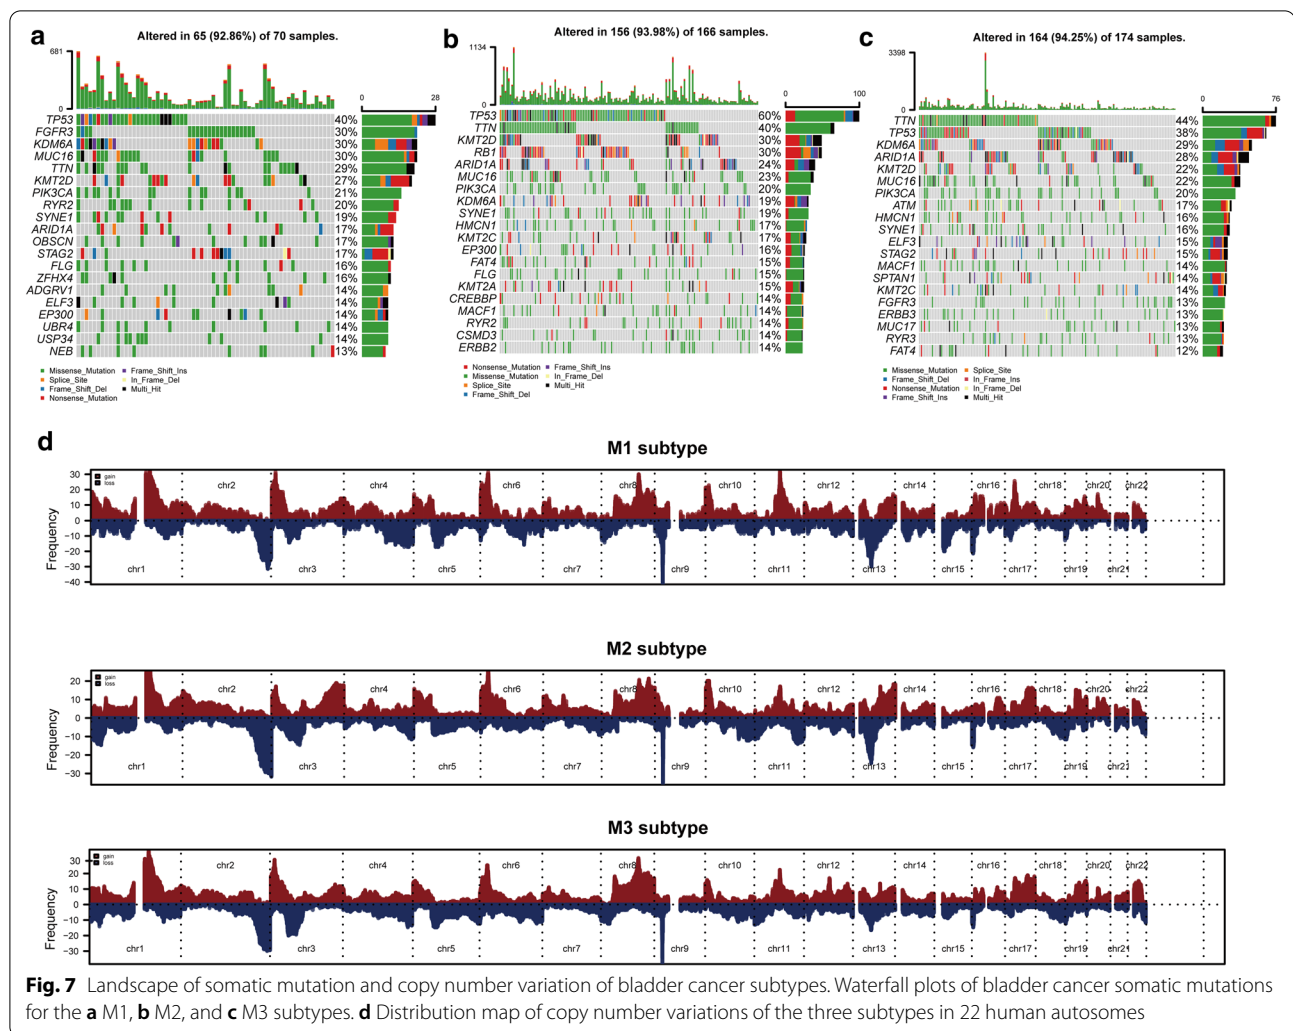 a
Altered in 65 (92.86%) of 70 samples.
681
0
0 28
TP53 40%
FGFR3 30%
KDM6A 30%
MUC16 30%
TTN 29%
KMT2D 27%
PIK3CA 21%
RYR2 20%
SYNE1 19%
ARID1A 17%
OBSCN 17%
STAG2 17%
FLG 16%
ZFHX4 16%
ADGRV1 14%
ELF3 14%
EP300 14%
UBR4 14%
USP34 14%
NEB 13%
Missense_Mutation Frame_Shift_Ins
Splice_Site In_Frame_Del
Frame_Shift_Del Multi_Hit
Nonsense_Mutation
b
Altered in 156 (93.98%) of 166 samples.
1134
0
0 100
TP53 60%
TTN 40%
KMT2D 30%
RB1 30%
ARID1A 24%
MUC16 23%
PIK3CA 20%
KDM6A 19%
SYNE1 19%
HMCN1 17%
KMT2C 17%
EP300 16%
FAT4 15%
FLG 15%
KMT2A 15%
CREBBP 14%
MACF1 14%
RYR2 14%
CSMD3 14%
ERBB2 14%
Nonsense_Mutation Frame_Shift_Ins
Missense_Mutation In_Frame_Del
Splice_Site Multi_Hit
Frame_Shift_Del
c
Altered in 164 (94.25%) of 174 samples.
3398
0
0 76
TTN 44%
TP53 38%
KDM6A 29%
ARID1A 28%
KMT2D 22%
MUC16 22%
PIK3CA 20%
ATM 17%
HMCN1 16%
SYNE1 16%
ELF3 15%
STAG2 15%
MACF1 14%
SPTAN1 14%
KMT2C 14%
FGFR3 13%
ERBB3 13%
MUC17 13%
RYR3 13%
FAT4 12%
Missense_Mutation Splice_Site
Frame_Shift_Del In_Frame_Ins
Nonsense_Mutation In_Frame_Del
Frame_Shift_Ins Multi_Hit
d
M1 subtype
gain
loss
Frequency
30
20
10
0
−10
−20
−30
−40
chr2 chr4 chr6 chr8 chr10 chr12 chr14 chr16 chr18 chr20 chr22
chr1 chr3 chr5 chr7 chr9 chr11 chr13 chr15 chr17 chr19 chr21
M2 subtype
gain
loss
Frequency
20
10
0
−10
−20
−30
chr2 chr4 chr6 chr8 chr10 chr12 chr14 chr16 chr18 chr20 chr22
chr1 chr3 chr5 chr7 chr9 chr11 chr13 chr15 chr17 chr19 chr21
M3 subtype
gain
loss
Frequency
30
20
10
0
−10
−20
−30
chr2 chr4 chr6 chr8 chr10 chr12 chr14 chr16 chr18 chr20 chr22
chr1 chr3 chr5 chr7 chr9 chr11 chr13 chr15 chr17 chr19 chr21
Fig. 7 Landscape of somatic mutation and copy number variation of bladder cancer subtypes. Waterfall plots of bladder cancer somatic mutations
for the a M1, b M2, and c M3 subtypes. d Distribution map of copy number variations of the three subtypes in 22 human autosomes